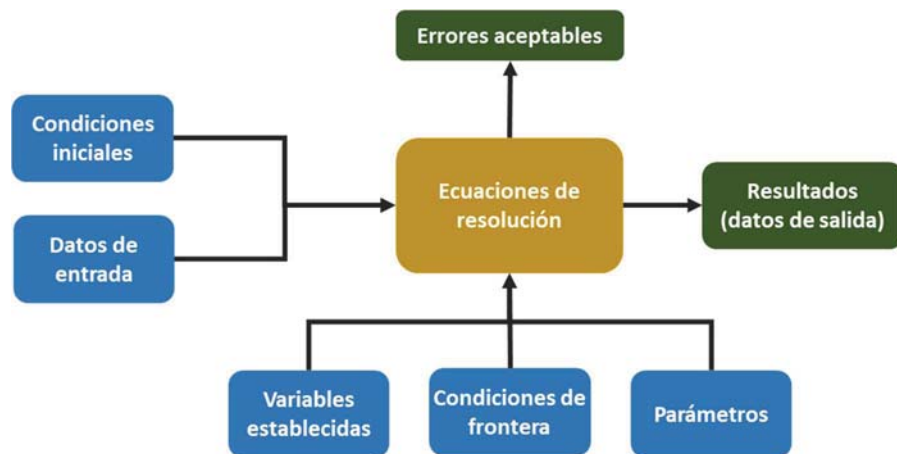 Errores aceptables
Condiciones
iniciales
Ecuaciones de
resolución
Resultados
(datos de salida)
Datos de
entrada
Variables
establecidas
Condiciones de
frontera
Parámetros